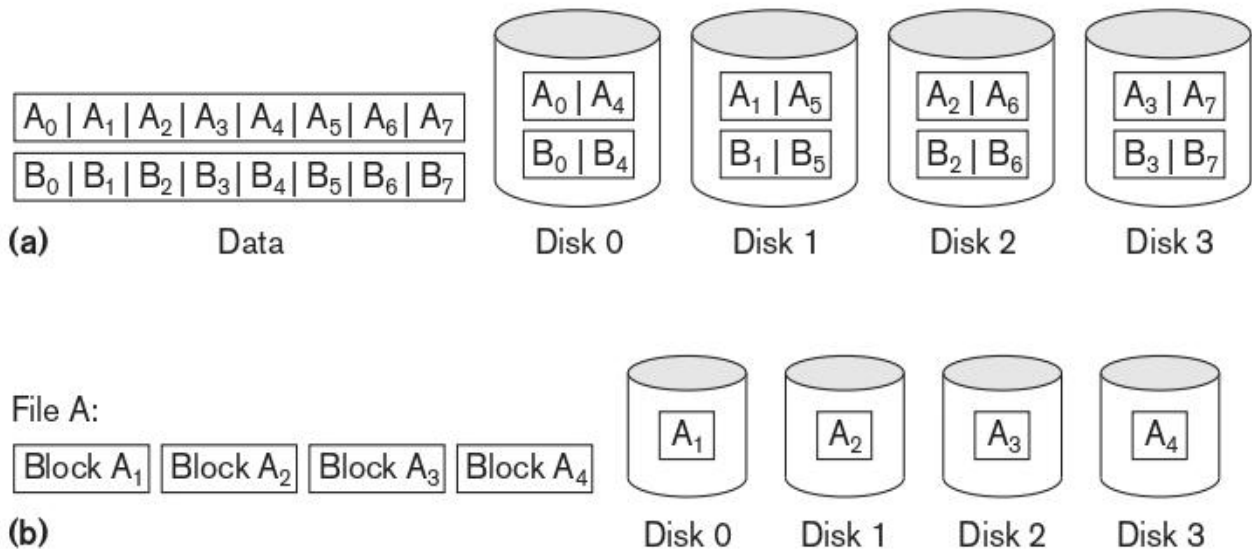 A₀ | A₁ | A₂ | A₃ | A₄ | A₅ | A₆ | A₇
B₀ | B₁ | B₂ | B₃ | B₄ | B₅ | B₆ | B₇
A₀ | A₄ A₁ | A₅ A₂ | A₆ A₃ | A₇
B₀ | B₄ B₁ | B₅ B₂ | B₆ B₃ | B₇
(a) Data Disk 0 Disk 1 Disk 2 Disk 3
File A:
Block A₁ Block A₂ Block A₃ Block A₄
A₁ A₂ A₃ A₄
(b) Disk 0 Disk 1 Disk 2 Disk 3